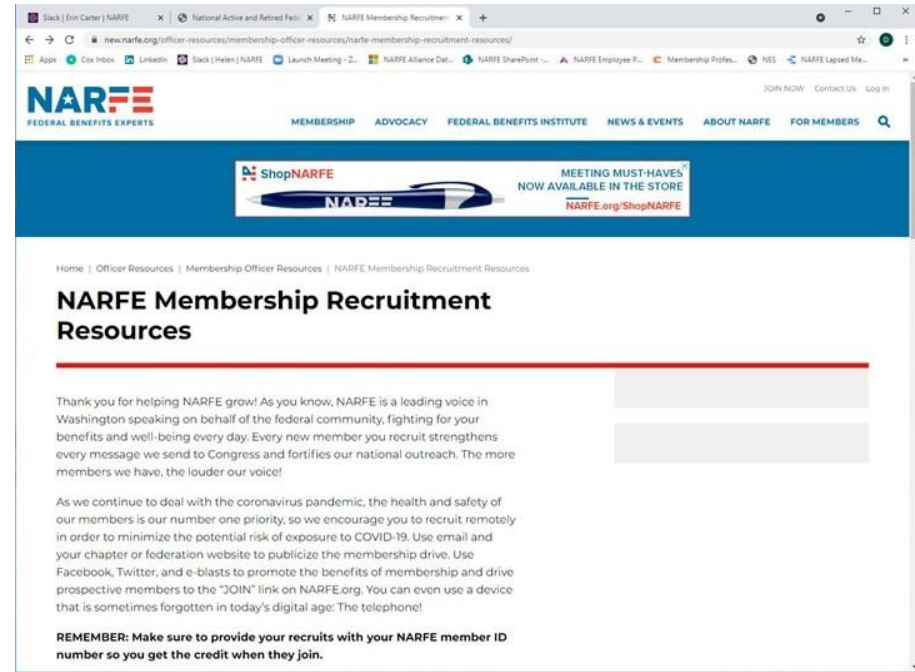 Slack | Erin Carter | NARFE
National Active and Retired Fede
NARFE Membership Recruitmen
new.narfe.org/officer-resources/membership-officer-resources/narfe-membership-recruitment-resources/
D
Apps Cox Inbox Linkedin Slack | Helen | NARFE Launch Meeting - Z... NARFE Alliance Dat... NARFE SharePoint -... NARFE Employee P... Membership Profes... NES NARFE Lapsed Me...
JOIN NOW Contact Us Log In
NARFE
FEDERAL BENEFITS EXPERTS
MEMBERSHIP ADVOCACY FEDERAL BENEFITS INSTITUTE NEWS & EVENTS ABOUT NARFE FOR MEMBERS
ShopNARFE
NARFE
MEETING MUST-HAVES
NOW AVAILABLE IN THE STORE
NARFE.org/ShopNARFE
Home | Officer Resources | Membership Officer Resources | NARFE Membership Recruitment Resources
NARFE Membership Recruitment
Resources
Thank you for helping NARFE grow! As you know, NARFE is a leading voice in
Washington speaking on behalf of the federal community, fighting for your
benefits and well-being every day. Every new member you recruit strengthens
every message we send to Congress and fortifies our national outreach. The more
members we have, the louder our voice!
As we continue to deal with the coronavirus pandemic, the health and safety of
our members is our number one priority, so we encourage you to recruit remotely
in order to minimize the potential risk of exposure to COVID-19. Use email and
your chapter or federation website to publicize the membership drive. Use
Facebook, Twitter, and e-blasts to promote the benefits of membership and drive
prospective members to the "JOIN" link on NARFE.org. You can even use a device
that is sometimes forgotten in today's digital age: The telephone!
REMEMBER: Make sure to provide your recruits with your NARFE member ID
number so you get the credit when they join.